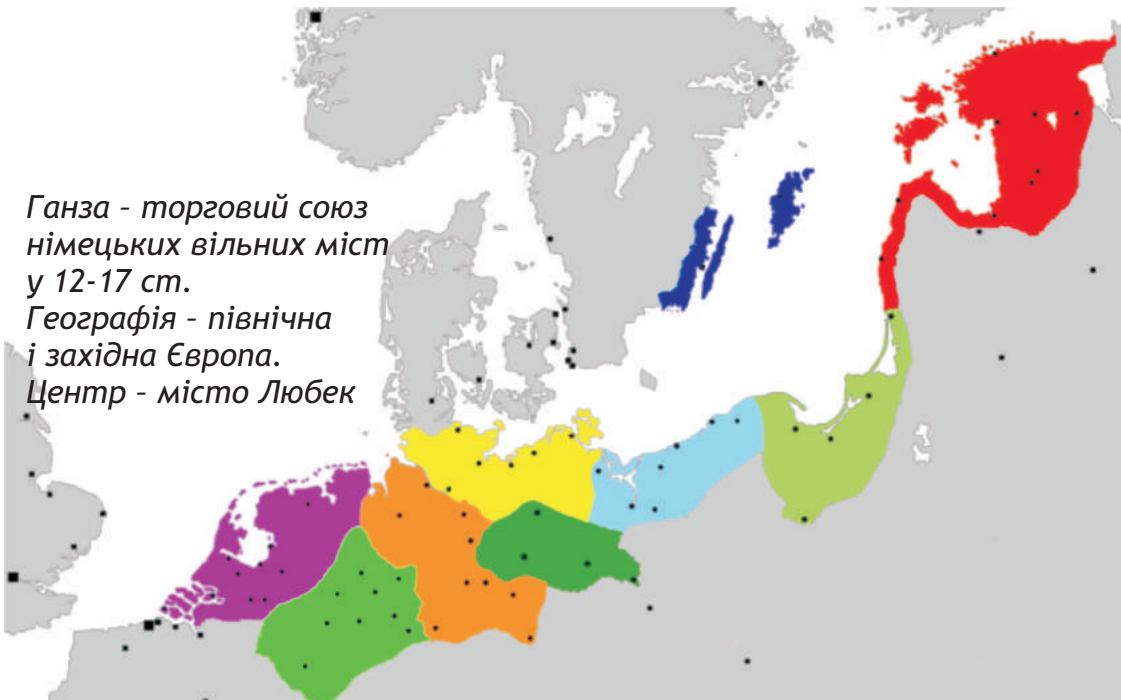 Ганза - торговий союз
німецьких вільних міст
у 12-17 ст.
Географія - північна
і західна Європа.
Центр - місто Любек